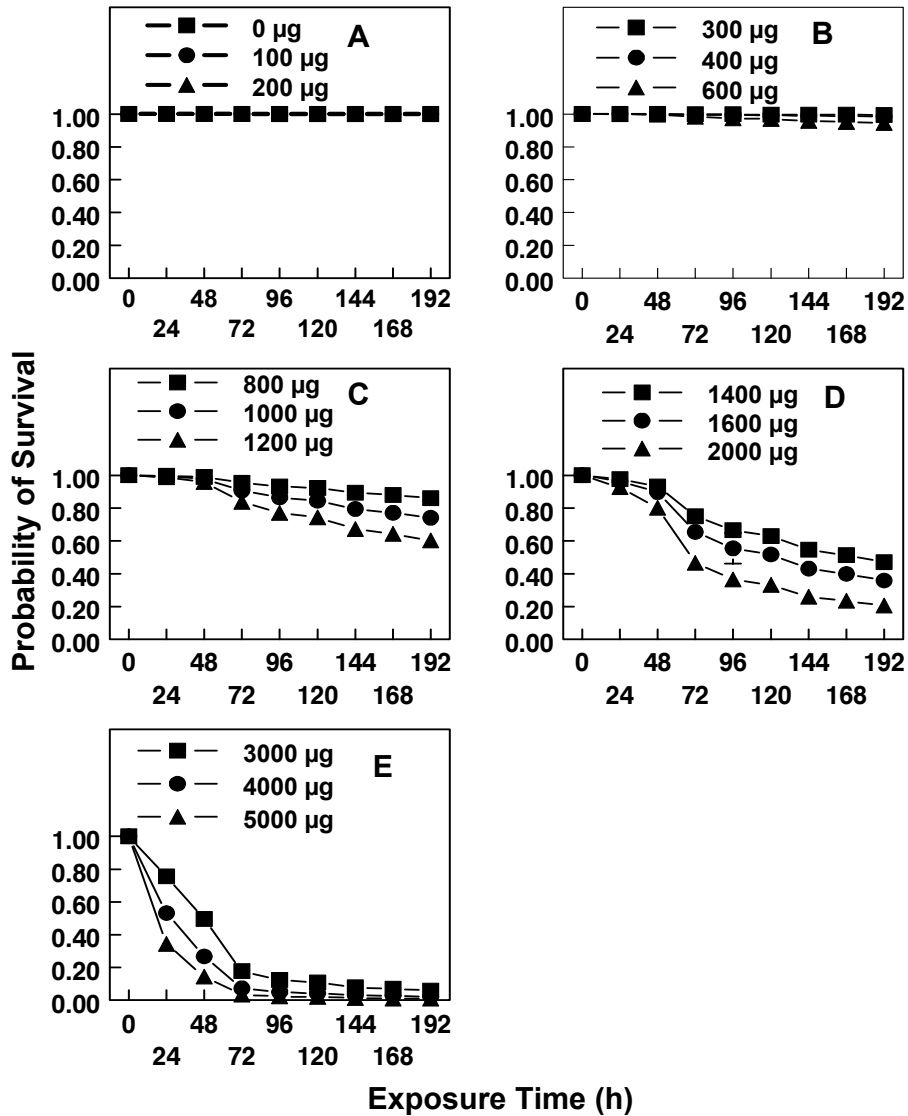 0 µg
100 µg
200 µg
A
1.00
0.80
0.60
0.40
0.20
0.00
0 48 96 144 192
24 72 120 168
300 µg
400 µg
600 µg
B
1.00
0.80
0.60
0.40
0.20
0.00
0 48 96 144 192
24 72 120 168
Probability of Survival
800 µg
1000 µg
1200 µg
C
1.00
0.80
0.60
0.40
0.20
0.00
0 48 96 144 192
24 72 120 168
1400 µg
1600 µg
2000 µg
D
1.00
0.80
0.60
0.40
0.20
0.00
0 48 96 144 192
24 72 120 168
3000 µg
4000 µg
5000 µg
E
1.00
0.80
0.60
0.40
0.20
0.00
0 48 96 144 192
24 72 120 168
Exposure Time (h)